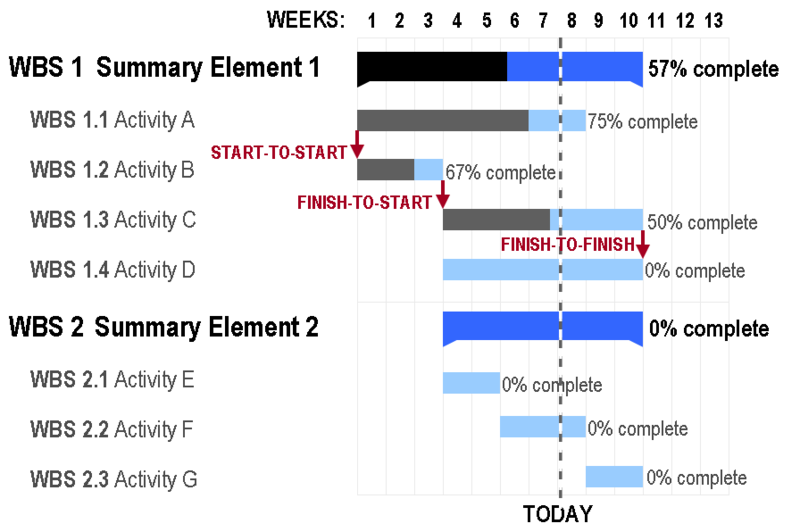 WEEKS: 1 2 3 4 5 6 7 8 9 10 11 12 13
WBS 1 Summary Element 1 57% complete
WBS 1.1 Activity A 75% complete
START-TO-START
WBS 1.2 Activity B 67% complete
FINISH-TO-START
WBS 1.3 Activity C 50% complete
FINISH-TO-FINISH
WBS 1.4 Activity D 0% complete
WBS 2 Summary Element 2 0% complete
WBS 2.1 Activity E 0% complete
WBS 2.2 Activity F 0% complete
WBS 2.3 Activity G 0% complete
TODAY